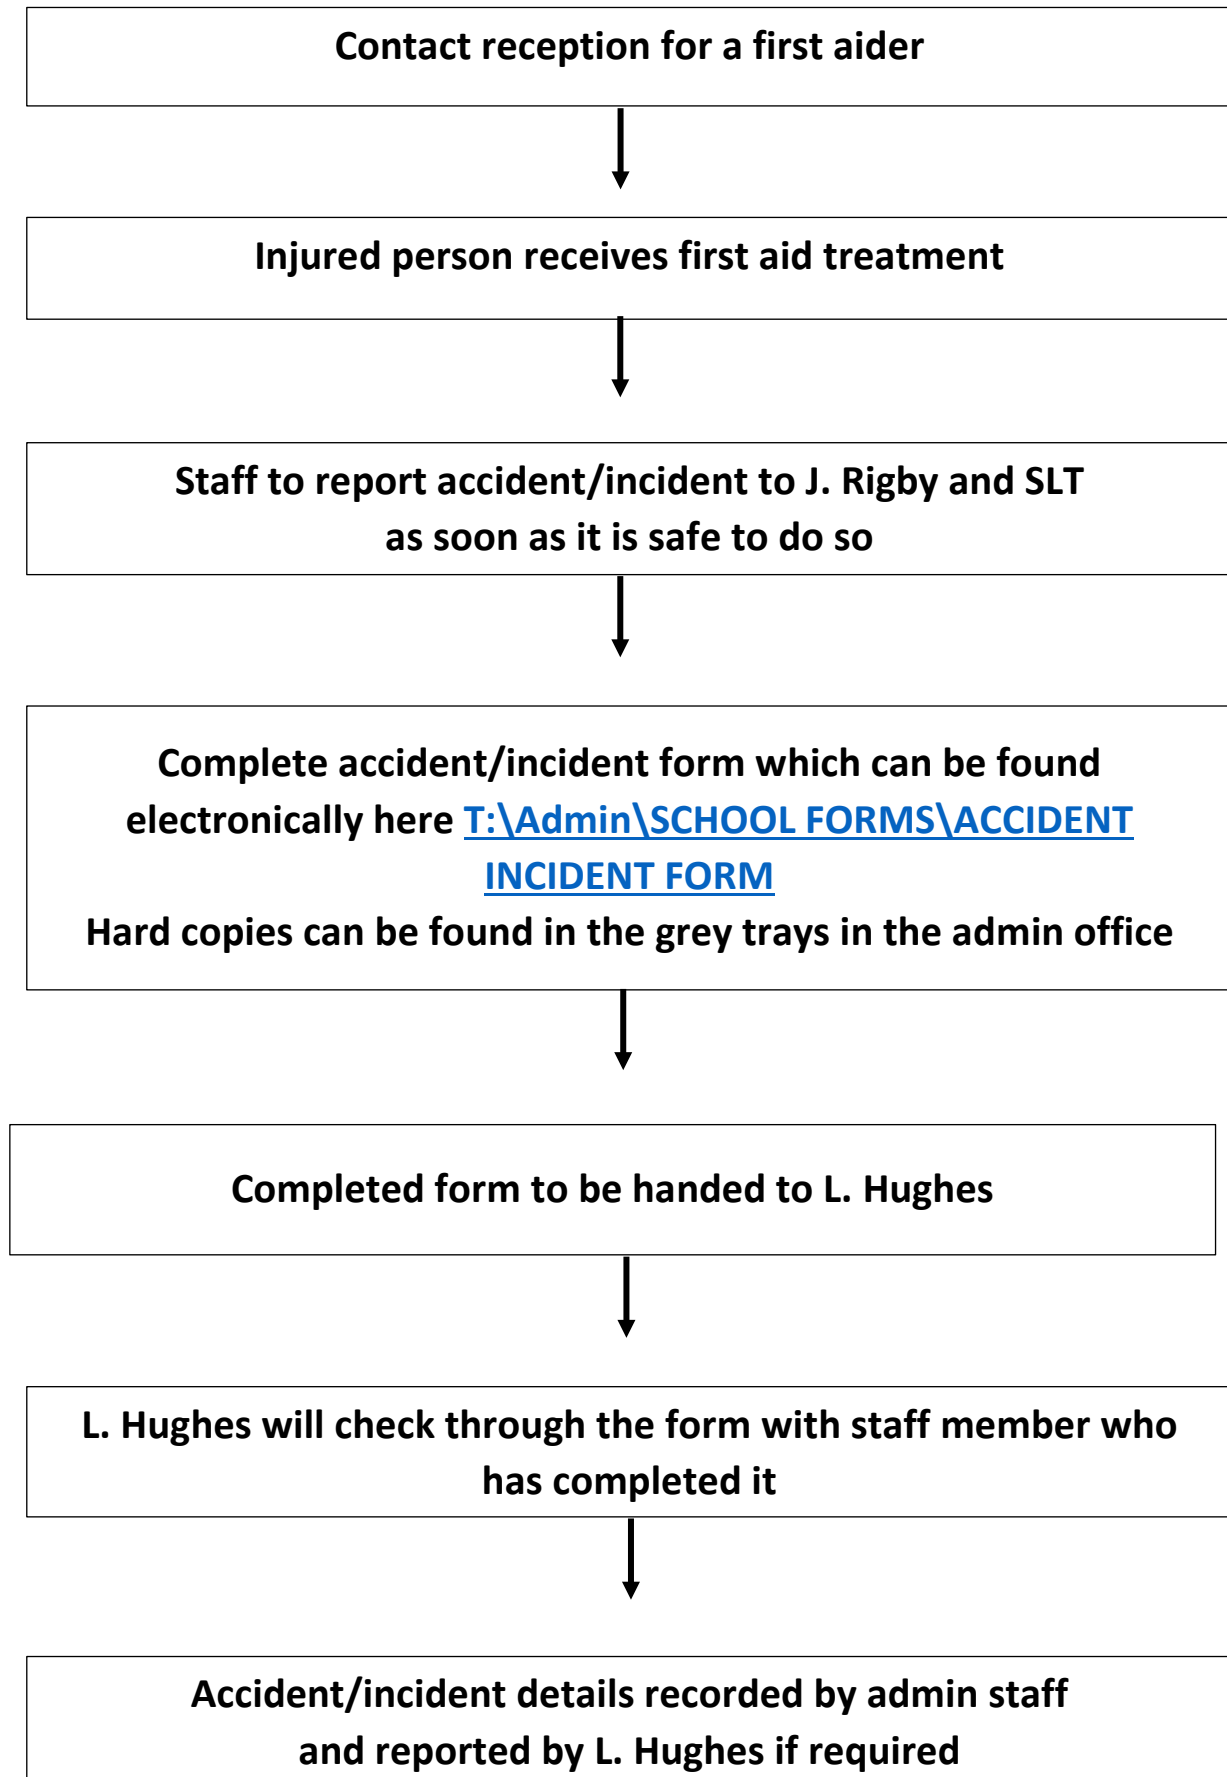 Contact reception for a first aider
Injured person receives first aid treatment
Staff to report accident/incident to J. Rigby and SLT
as soon as it is safe to do so
Complete accident/incident form which can be found
electronically here T:\Admin\SCHOOL FORMS\ACCIDENT
INCIDENT FORM
Hard copies can be found in the grey trays in the admin office
Completed form to be handed to L. Hughes
L. Hughes will check through the form with staff member who
has completed it
Accident/incident details recorded by admin staff
and reported by L. Hughes if required